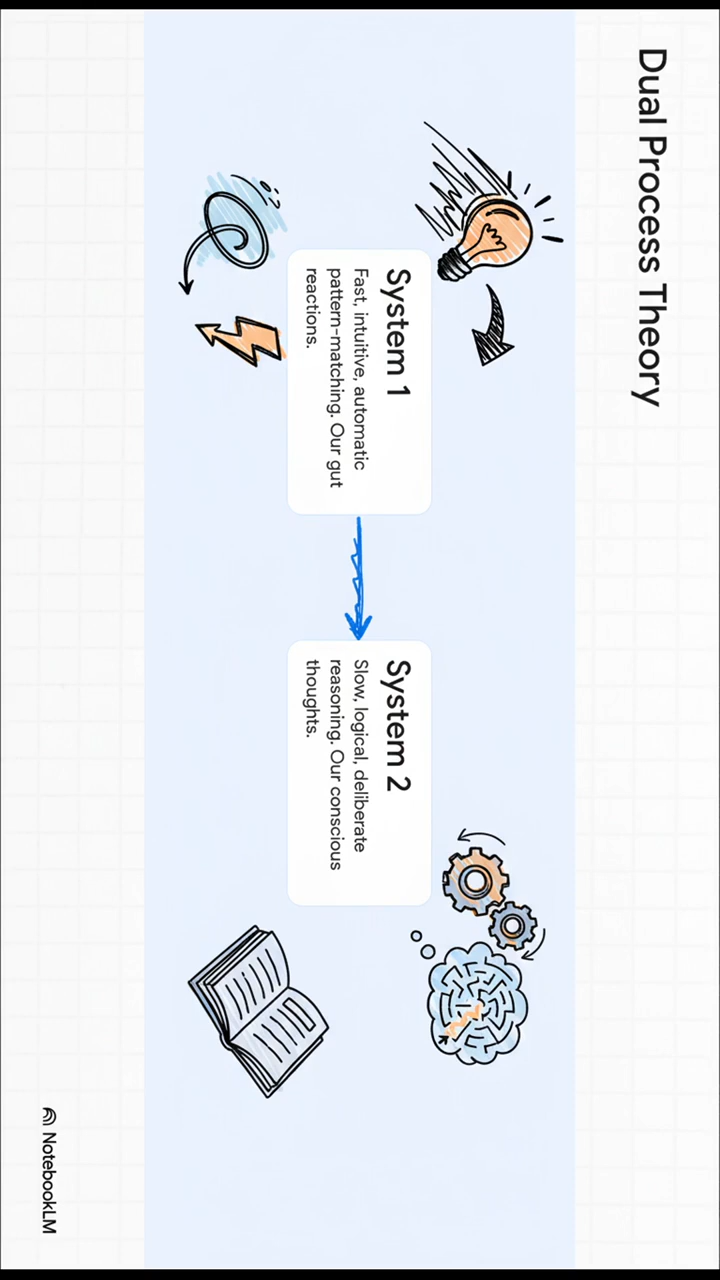 Dual Process Theory
System 1
Fast, intuitive, automatic
pattern-matching. Our gut
reactions.
System 2
Slow, logical, deliberate
reasoning. Our conscious
thoughts.
NotebookLM